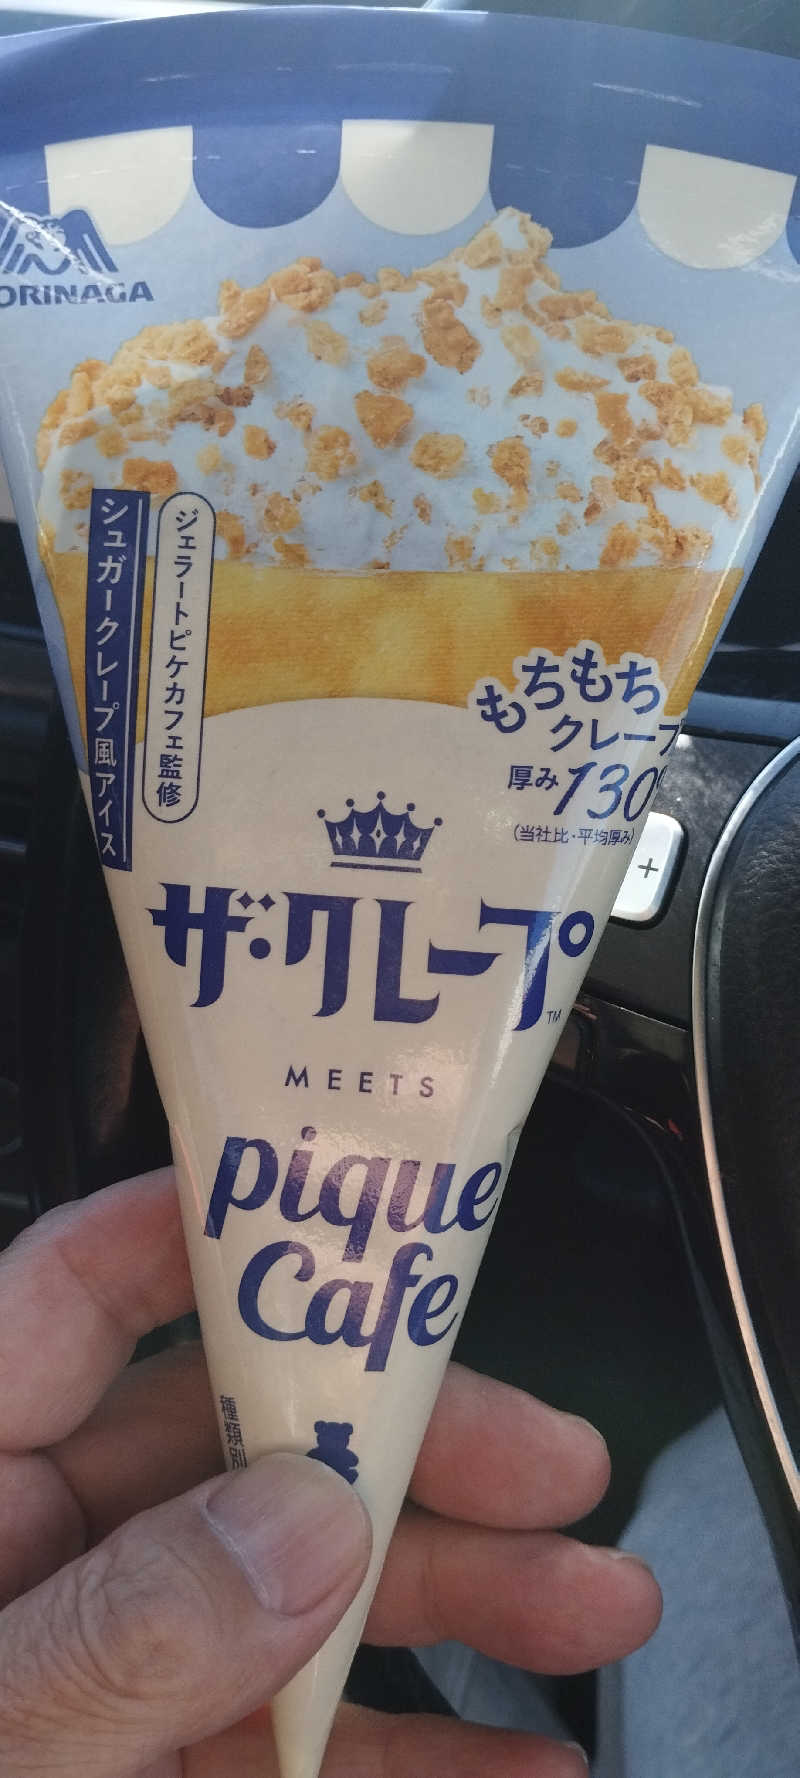 ORINAGA
ジェラートピケカフェ監修
シュガークレープ風アイス
もちもち
クレープ
厚み130
(当社比・平均厚み)
ザ・クレープ
TM
MEETS
pique
Cafe
種類別
+